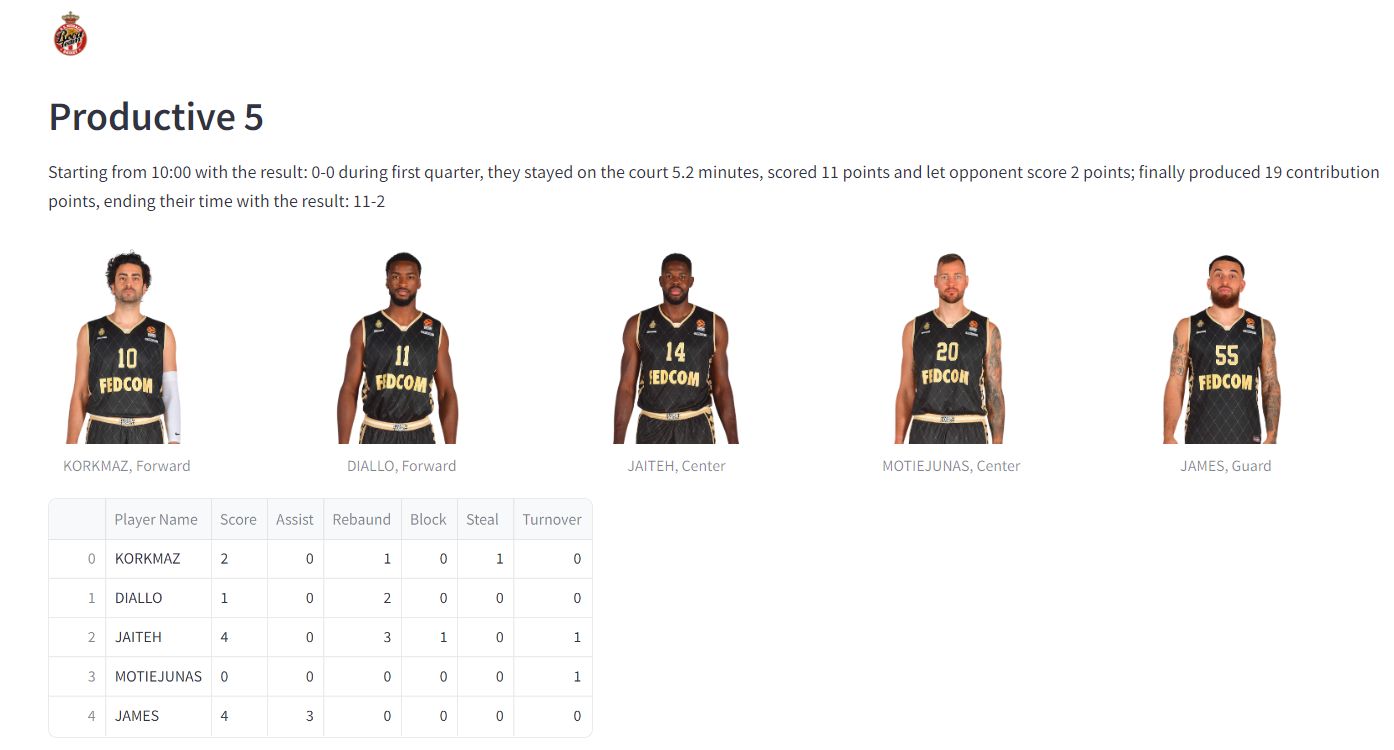 Roca
Team
Productive 5
Starting from 10:00 with the result: 0-0 during first quarter, they stayed on the court 5.2 minutes, scored 11 points and let opponent score 2 points; finally produced 19 contribution
points, ending their time with the result: 11-2
10 11 14 20 55
FEDCOM FEDCOM FEDCOM FEDCOM FEDCOM
KORKMAZ, Forward DIALLO, Forward JAITEH, Center MOTIEJUNAS, Center JAMES, Guard
Player Name Score Assist Rebaund Block Steal Turnover
0 KORKMAZ 2 0 1 0 1 0
1 DIALLO 1 0 2 0 0 0
2 JAITEH 4 0 3 1 0 1
3 MOTIEJUNAS 0 0 0 0 0 1
4 JAMES 4 3 0 0 0 0